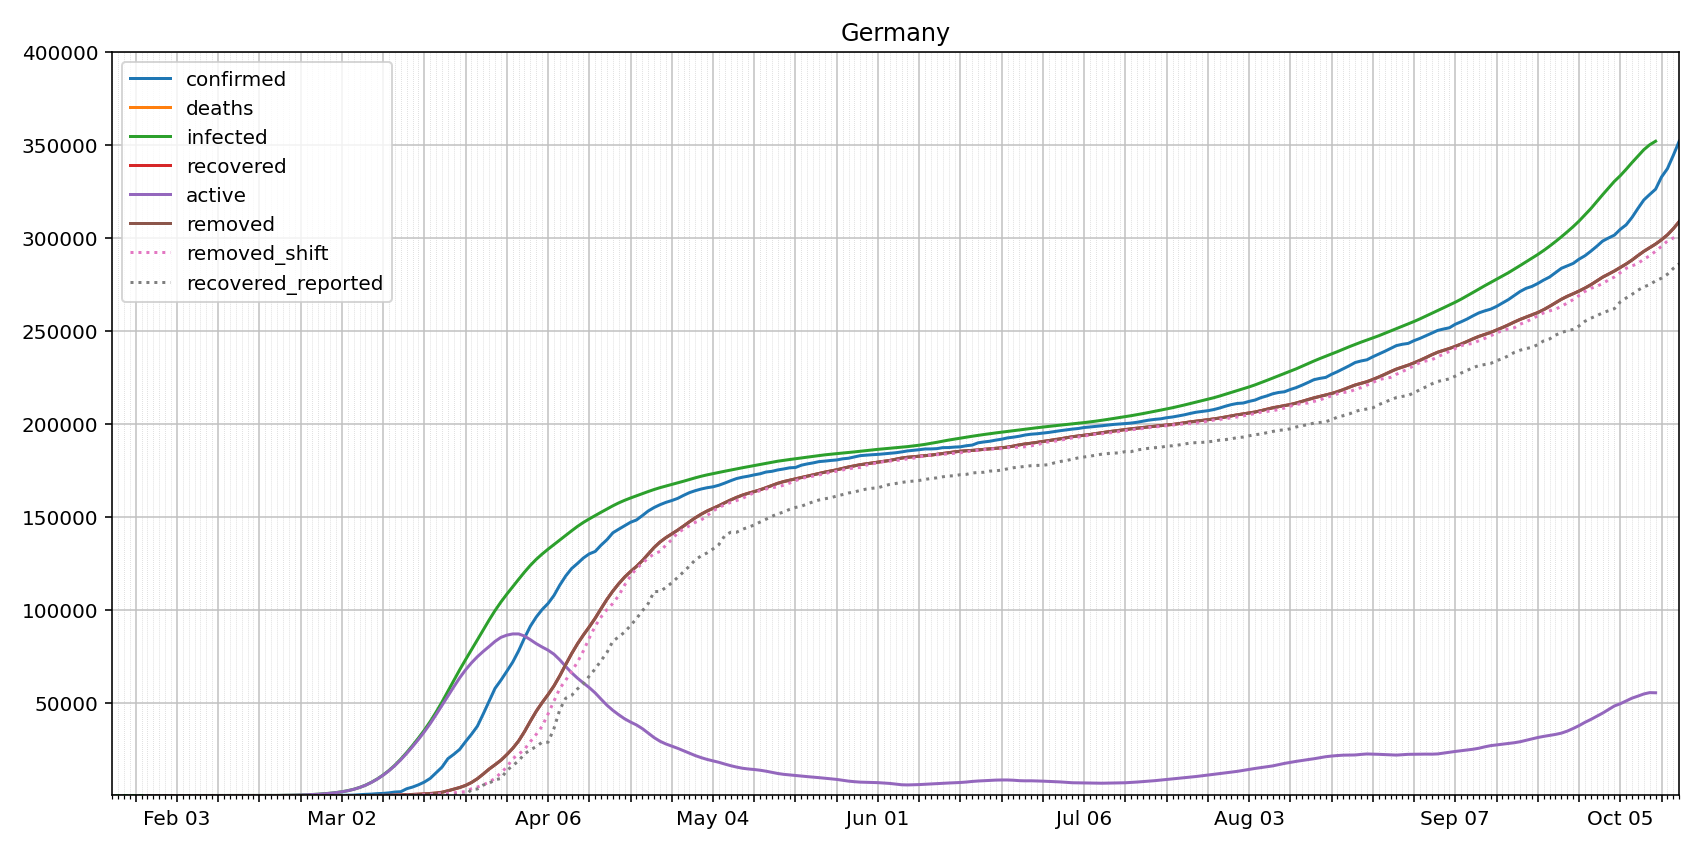 Germany
400000
350000
300000
250000
200000
150000
100000
50000
confirmed
deaths
infected
recovered
active
removed
removed_shift
recovered_reported
Feb 03 Mar 02 Apr 06 May 04 Jun 01 Jul 06 Aug 03 Sep 07 Oct 05